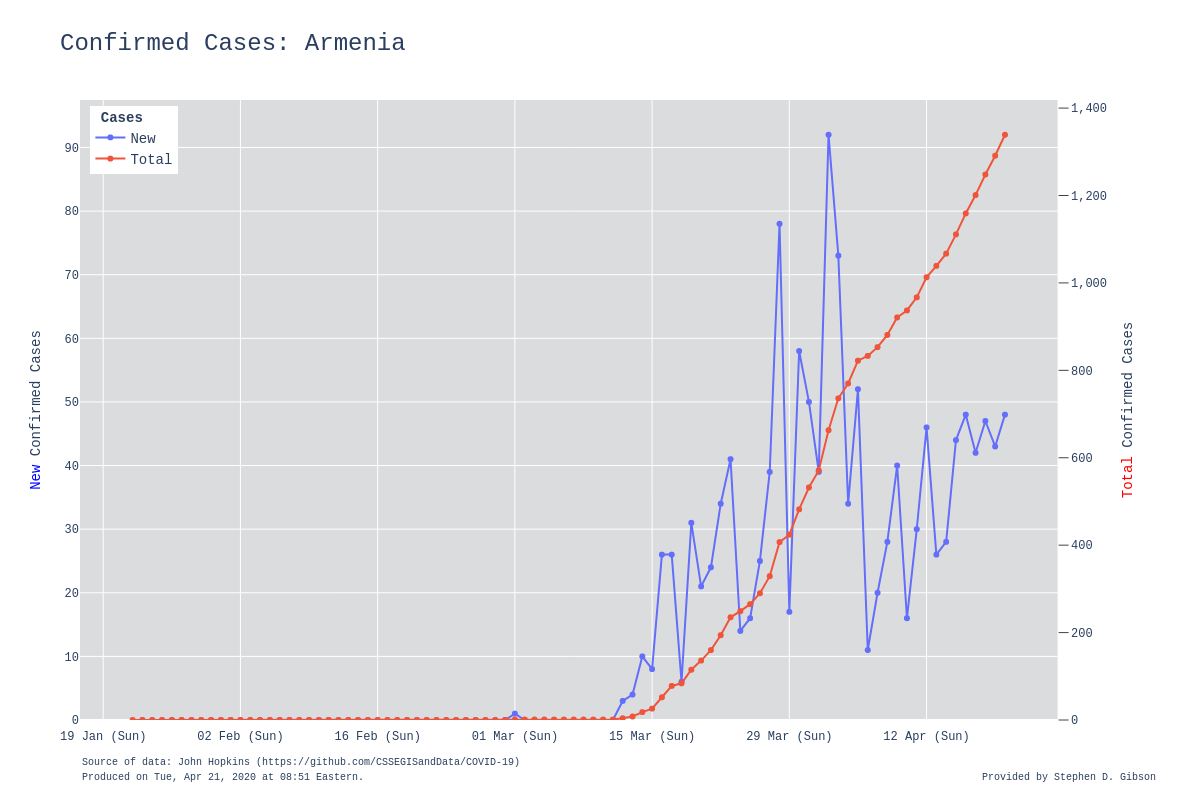 Confirmed Cases: Armenia
Cases
New
Total
90
80
70
60
50
40
30
20
10
0
New Confirmed Cases
1,400
1,200
1,000
800
600
400
200
0
Total Confirmed Cases
19 Jan (Sun) 02 Feb (Sun) 16 Feb (Sun) 01 Mar (Sun) 15 Mar (Sun) 29 Mar (Sun) 12 Apr (Sun)
Source of data: John Hopkins (https://github.com/CSSEGISandData/COVID-19)
Produced on Tue, Apr 21, 2020 at 08:51 Eastern.
Provided by Stephen D. Gibson